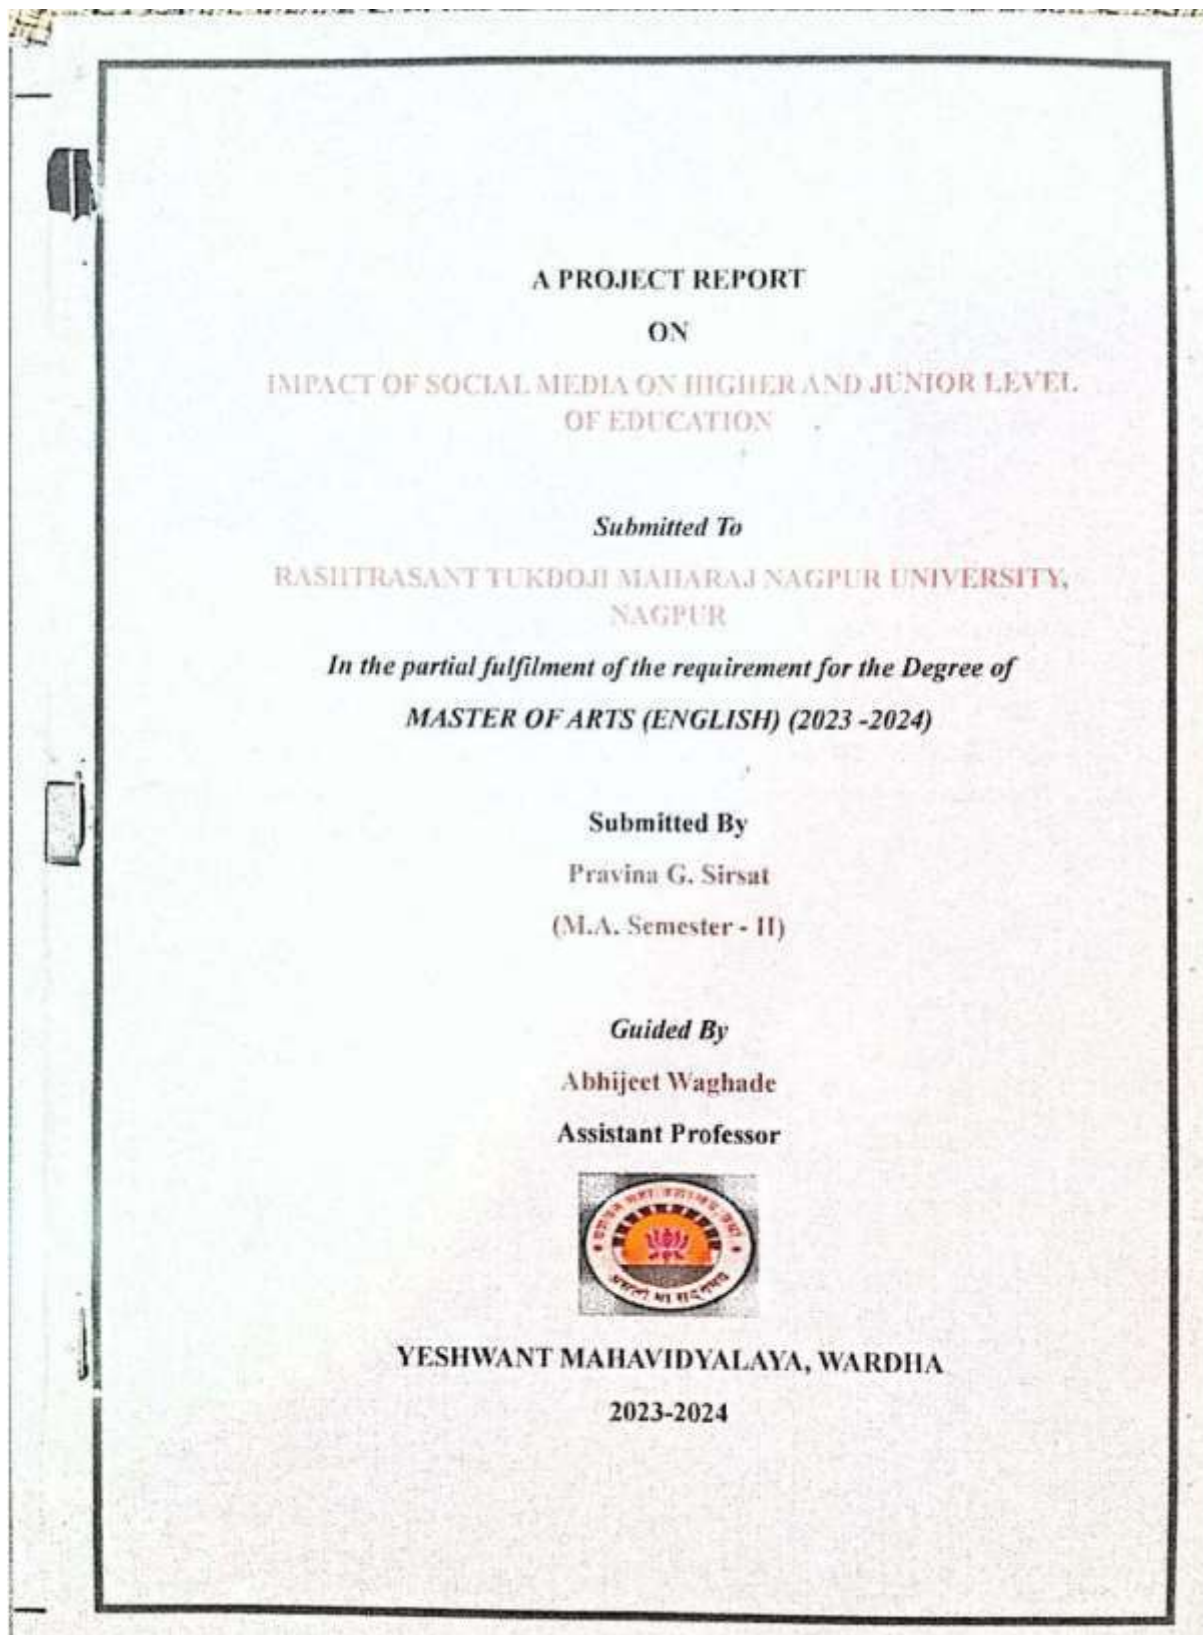 A PROJECT REPORT
ON
IMPACT OF SOCIAL MEDIA ON HIGHER AND JUNIOR LEVEL
OF EDUCATION
Submitted To
RASHTRASANT TUKDOJI MAHARAJ NAGPUR UNIVERSITY,
NAGPUR
In the partial fulfilment of the requirement for the Degree of
MASTER OF ARTS (ENGLISH) (2023 -2024)
Submitted By
Pravina G. Sirsat
(M.A. Semester - II)
Guided By
Abhijeet Waghade
Assistant Professor
YESHWANT MAHAVIDYALAYA, WARDHA
2023-2024